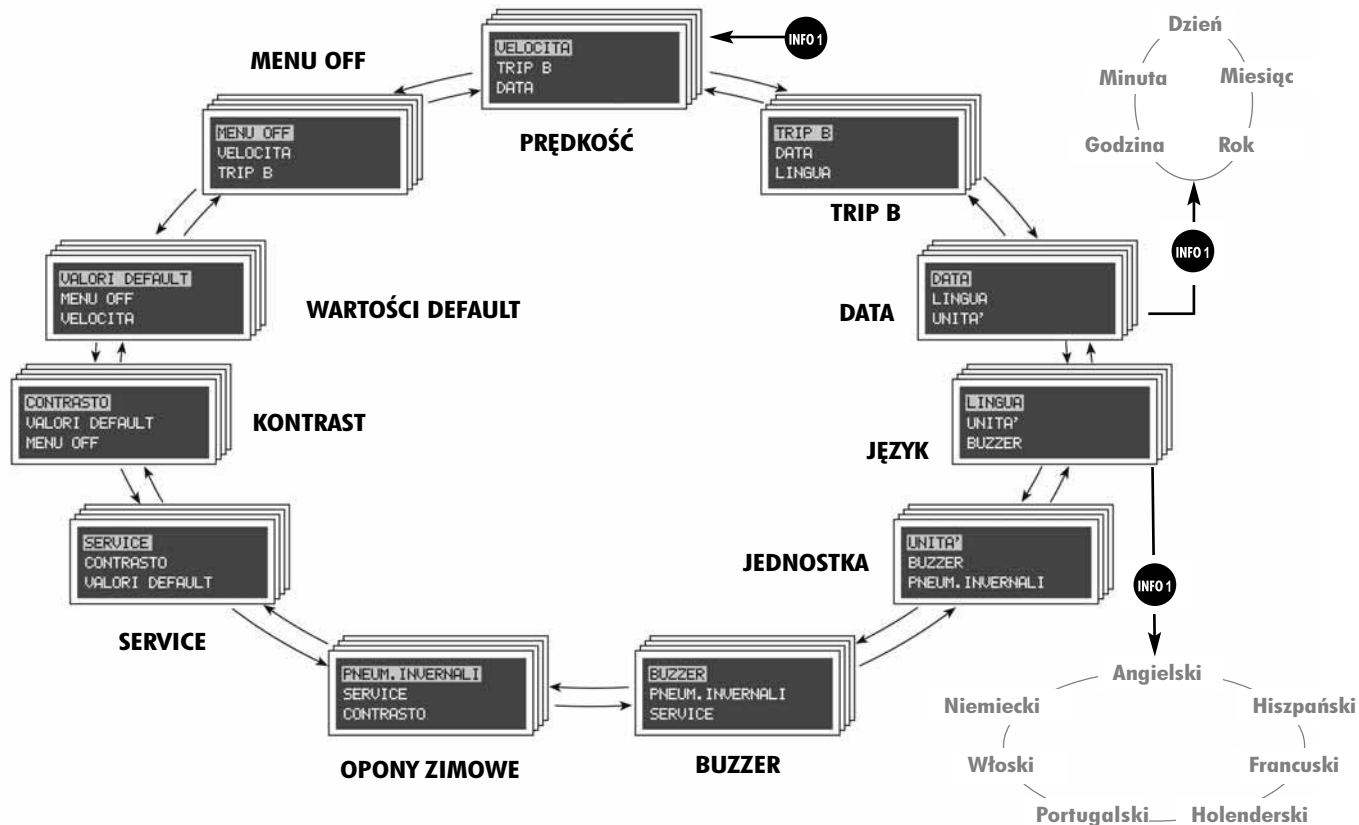 INFO 1
Dzień
Minuta
Miesiąc
Godzina
Rok
INFO 1
MENU OFF
VELOCITA
TRIP B
DATA
PRĘDKOŚĆ
MENU OFF
VELOCITA
TRIP B
TRIP B
DATA
LINGUA
TRIP B
VALORI DEFAULT
MENU OFF
VELOCITA
WARTOŚCI DEFAULT
DATA
DATA
LINGUA
UNITA'
CONTRASTO
VALORI DEFAULT
MENU OFF
KONTRAST
JĘZYK
LINGUA
UNITA'
BUZZER
SERVICE
CONTRASTO
VALORI DEFAULT
SERVICE
JEDNOSTKA
UNITA'
BUZZER
PNEUM.INVERNALI
INFO 1
PNEUM.INVERNALI
SERVICE
CONTRASTO
OPONY ZIMOWE
BUZZER
PNEUM.INVERNALI
SERVICE
BUZZER
Angielski
Niemiecki
Hiszpański
Włoski
Francuski
Portugalski
Holenderski